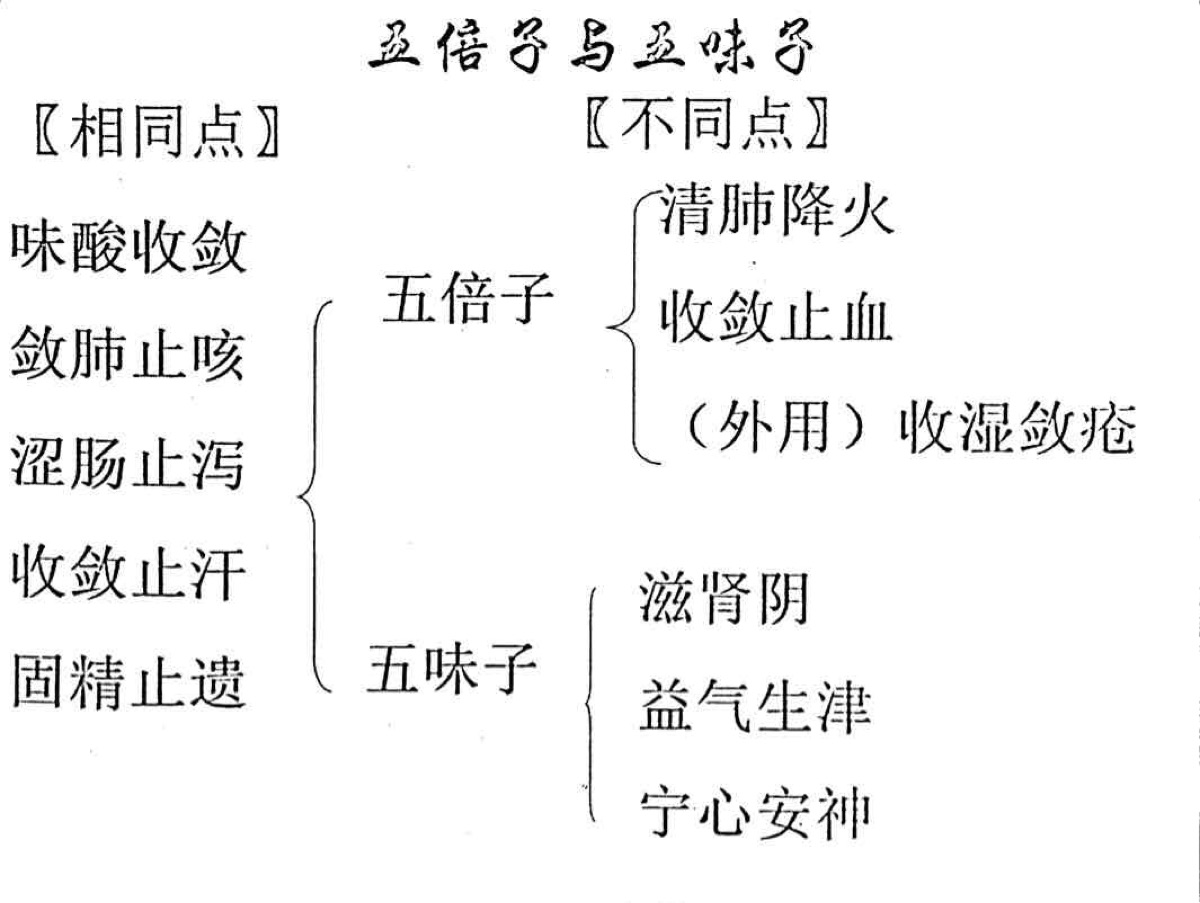 五倍子与五味子
〖相同点〗
味酸收敛
敛肺止咳
涩肠止泻
收敛止汗
固精止遗
〖不同点〗
五倍子
清肺降火
收敛止血
（外用）收湿敛疮
五味子
滋肾阴
益气生津
宁心安神